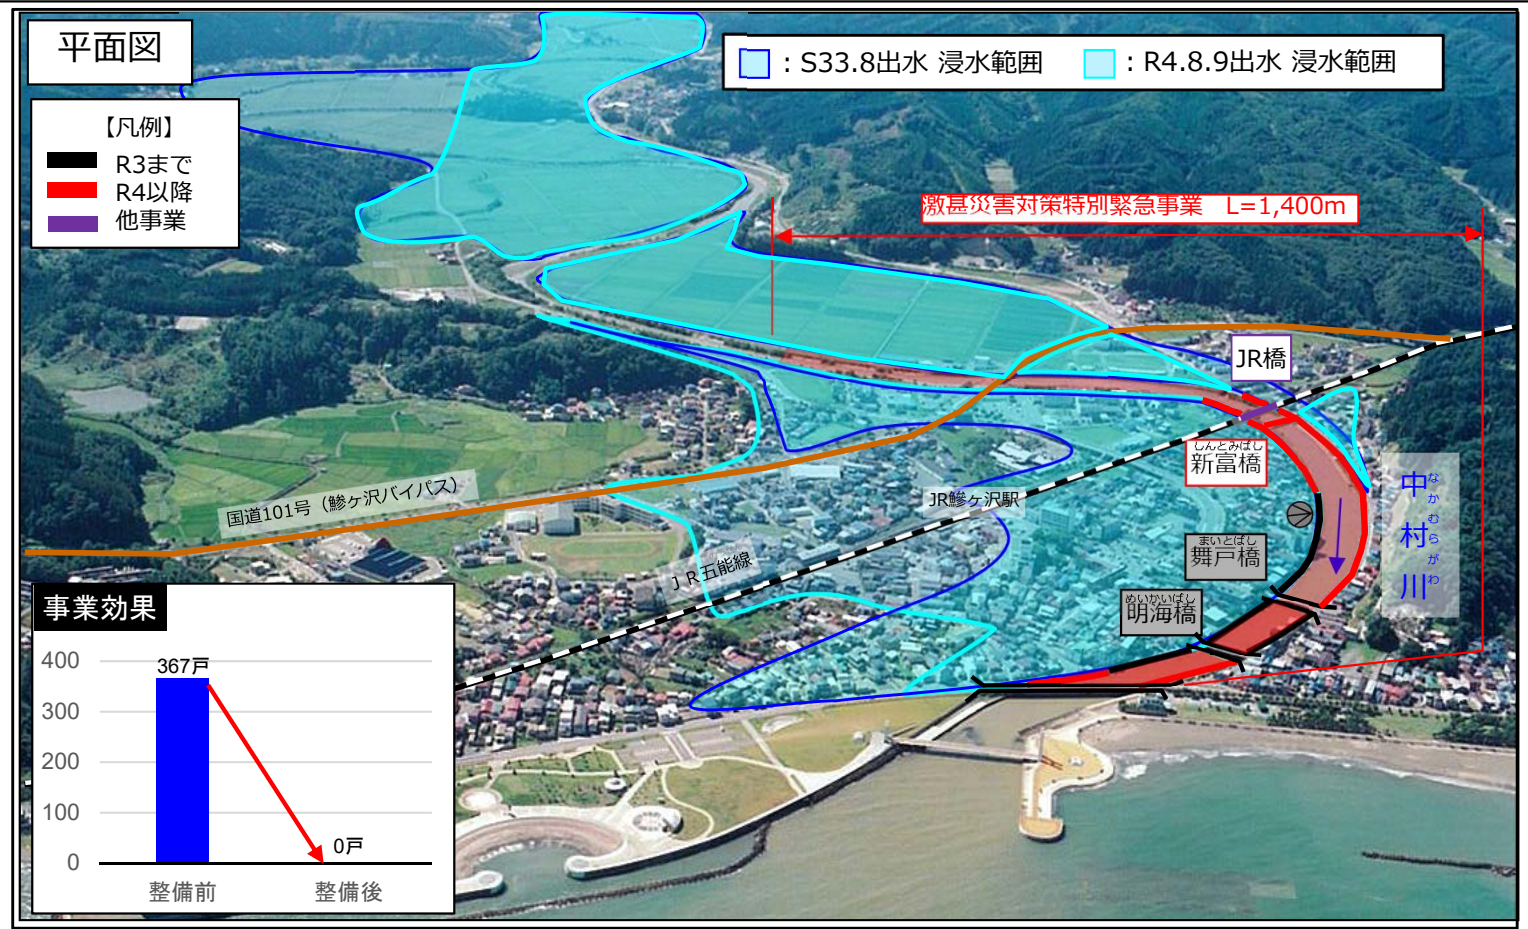 平面図
：S33.8出水 浸水範囲
：R4.8.9出水 浸水範囲
【凡例】
R3まで
R4以降
他事業
激甚災害対策特別緊急事業　L=1,400m
JR橋
しんとみばし
新富橋
国道101号（鰺ヶ沢バイパス）
JR鰺ヶ沢駅
ＪＲ五能線
まいとばし
舞戸橋
めいかいばし
明海橋
中村川
なかむらがわ
事業効果
400
300
200
100
0
367戸
0戸
整備前
整備後